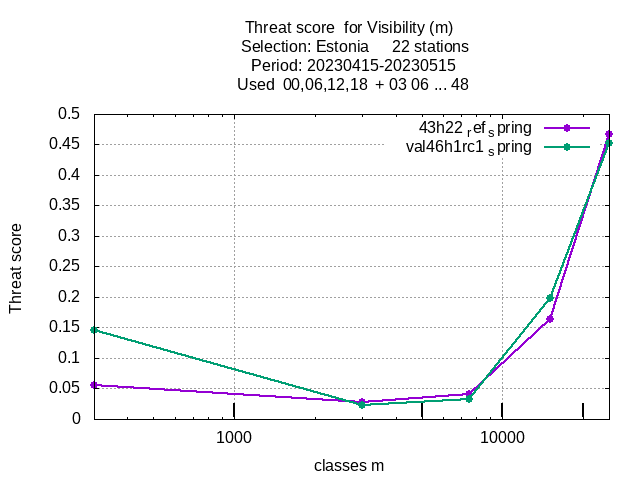 Threat score for Visibility (m)
Selection: Estonia 22 stations
Period: 20230415-20230515
Used 00,06,12,18 + 03 06 ... 48
43h22 ref spring
val46h1rc1 spring
0.5
0.45
0.4
0.35
0.3
0.25
0.2
0.15
0.1
0.05
0
Threat score
1000 10000
classes m